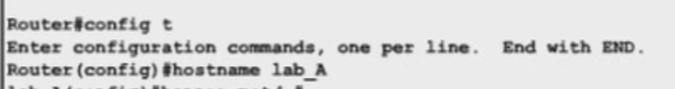 Router#config t
Enter configuration commands, one per line.  End with END.
Router(config)#hostname lab_A